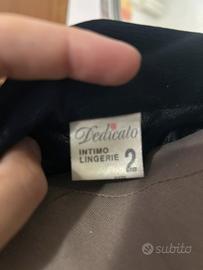 Dedicato
INTIMO
LINGERIE 2
subito